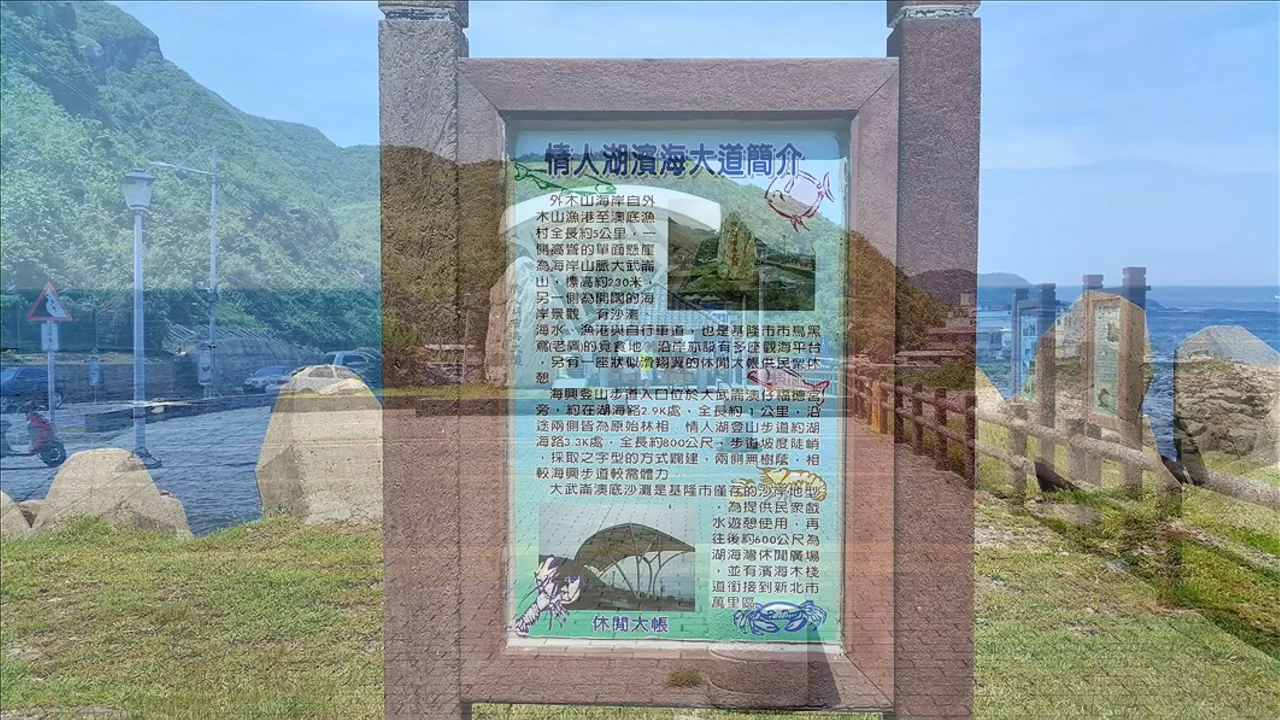 情人湖濱海大道簡介
外木山海岸自外
木山漁港至澳底漁
村全長約5公里，一
側高聳的單面懸崖
為海岸山脈大武崙
山，標高約230米，
另一側為開闊的海
岸景觀，有沙灘、
海水、漁港與自行車道，也是基隆市市鳥黑
鳶(老鷹)的覓食地，沿岸亦設有多座觀海平台
，另有一座狀似滑翔翼的休閒大帳供民眾休
憩
海興登山步道入口位於大武崙澳仔福德宮
旁，約在湖海路2.9K處，全長約1公里，沿
途兩側皆為原始林相，情人湖登山步道約湖
海路3.3K處，全長約800公尺，步道坡度陡峭
，採取之字型的方式闢建，兩側無樹蔭，相
較海興步道較需體力
大武崙澳底沙灘是基隆市僅存的沙岸地型
，為提供民眾戲
水遊憩使用，再
往後約600公尺為
湖海灣休閒廣場
，並有濱海木棧
道銜接到新北市
萬里區
休閒大帳